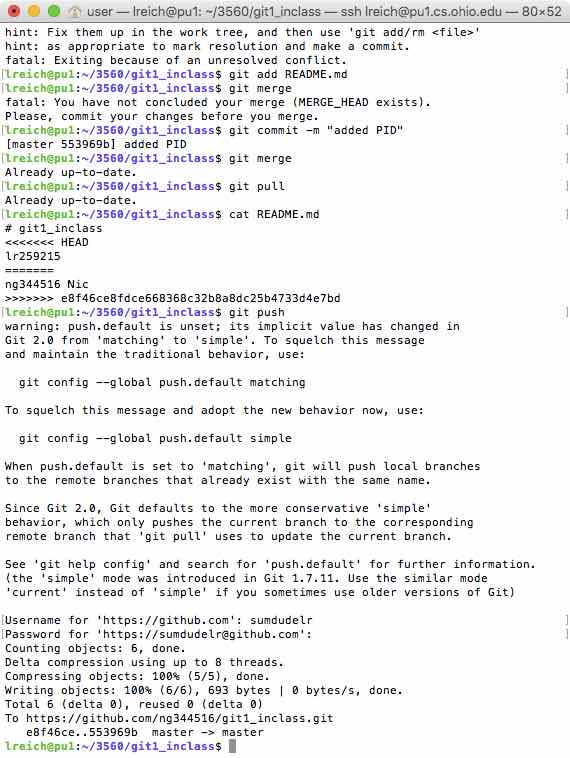 user — lreich@pu1: ~/3560/git1_inclass — ssh lreich@pu1.cs.ohio.edu — 80×52
hint: Fix them up in the work tree, and then use 'git add/rm <file>'
hint: as appropriate to mark resolution and make a commit.
fatal: Exiting because of an unresolved conflict.
[lreich@pu1:~/3560/git1_inclass$ git add README.md ]
[lreich@pu1:~/3560/git1_inclass$ git merge ]
fatal: You have not concluded your merge (MERGE_HEAD exists).
Please, commit your changes before you merge.
[lreich@pu1:~/3560/git1_inclass$ git commit -m "added PID" ]
[master 553969b] added PID
[lreich@pu1:~/3560/git1_inclass$ git merge ]
Already up-to-date.
[lreich@pu1:~/3560/git1_inclass$ git pull ]
Already up-to-date.
[lreich@pu1:~/3560/git1_inclass$ cat README.md ]
# git1_inclass
<<<<<<< HEAD
lr259215
=======
ng344516 Nic
>>>>>>> e8f46ce8fdce668368c32b8a8dc25b4733d4e7bd
[lreich@pu1:~/3560/git1_inclass$ git push ]
warning: push.default is unset; its implicit value has changed in
Git 2.0 from 'matching' to 'simple'. To squelch this message
and maintain the traditional behavior, use:
git config --global push.default matching
To squelch this message and adopt the new behavior now, use:
git config --global push.default simple
When push.default is set to 'matching', git will push local branches
to the remote branches that already exist with the same name.
Since Git 2.0, Git defaults to the more conservative 'simple'
behavior, which only pushes the current branch to the corresponding
remote branch that 'git pull' uses to update the current branch.
See 'git help config' and search for 'push.default' for further information.
(the 'simple' mode was introduced in Git 1.7.11. Use the similar mode
'current' instead of 'simple' if you sometimes use older versions of Git)
[Username for 'https://github.com': sumdudelr ]
[Password for 'https://sumdudelr@github.com': ]
Counting objects: 6, done.
Delta compression using up to 8 threads.
Compressing objects: 100% (5/5), done.
Writing objects: 100% (6/6), 693 bytes | 0 bytes/s, done.
Total 6 (delta 0), reused 0 (delta 0)
To https://github.com/ng344516/git1_inclass.git
e8f46ce..553969b  master -> master
lreich@pu1:~/3560/git1_inclass$